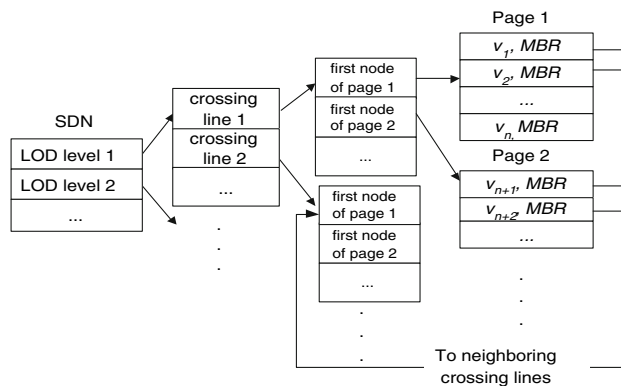 SDN
LOD level 1
LOD level 2
...
crossing
line 1
crossing
line 2
...
first node
of page 1
first node
of page 2
...
first node
of page 1
first node
of page 2
...
Page 1
v1, MBR
v2, MBR
...
vn, MBR
Page 2
vn+1, MBR
vn+2, MBR
...
To neighboring
crossing lines